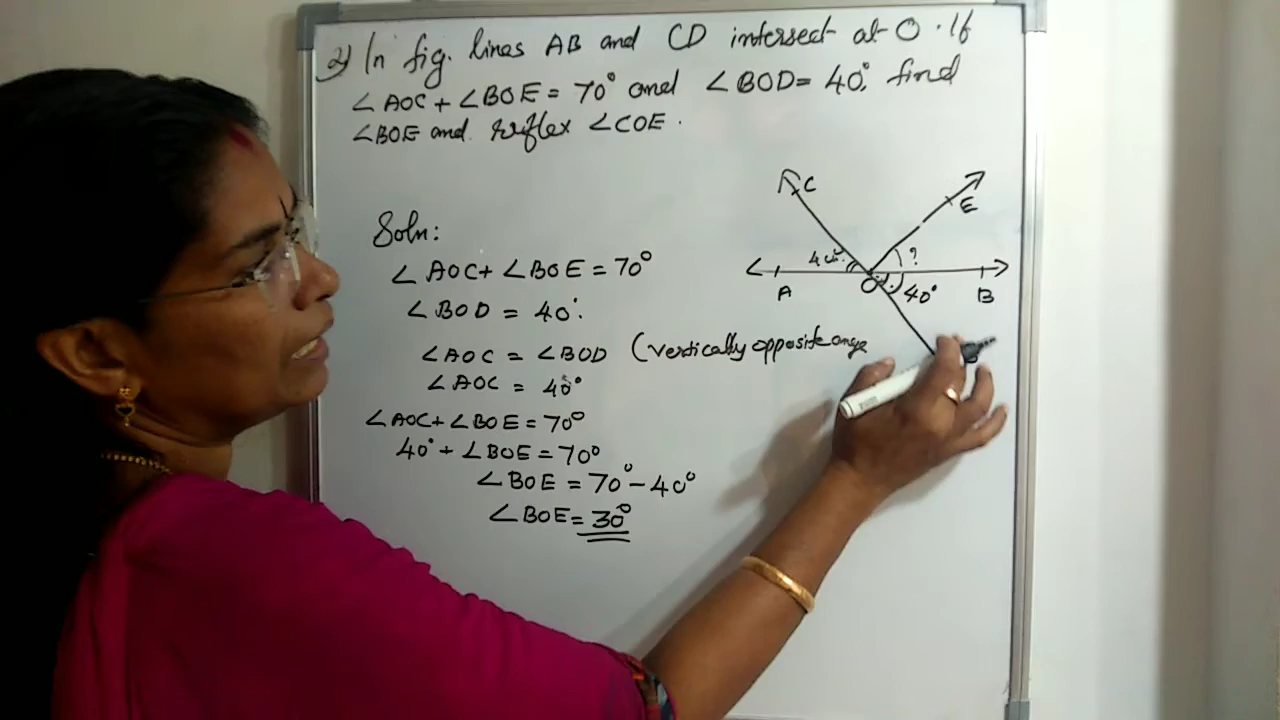 2) In fig. lines AB and CD intersect at O. If
∠AOC + ∠BOE = 70° and ∠BOD = 40°, find
∠BOE and reflex ∠COE.
Soln:
∠AOC + ∠BOE = 70°
∠BOD = 40°
∠AOC = ∠BOD (vertically opposite
∠AOC = 40°
∠AOC + ∠BOE = 70°
40° + ∠BOE = 70°
∠BOE = 70° - 40°
∠BOE = 30°
C
E
40°
?
A
O
40°
B